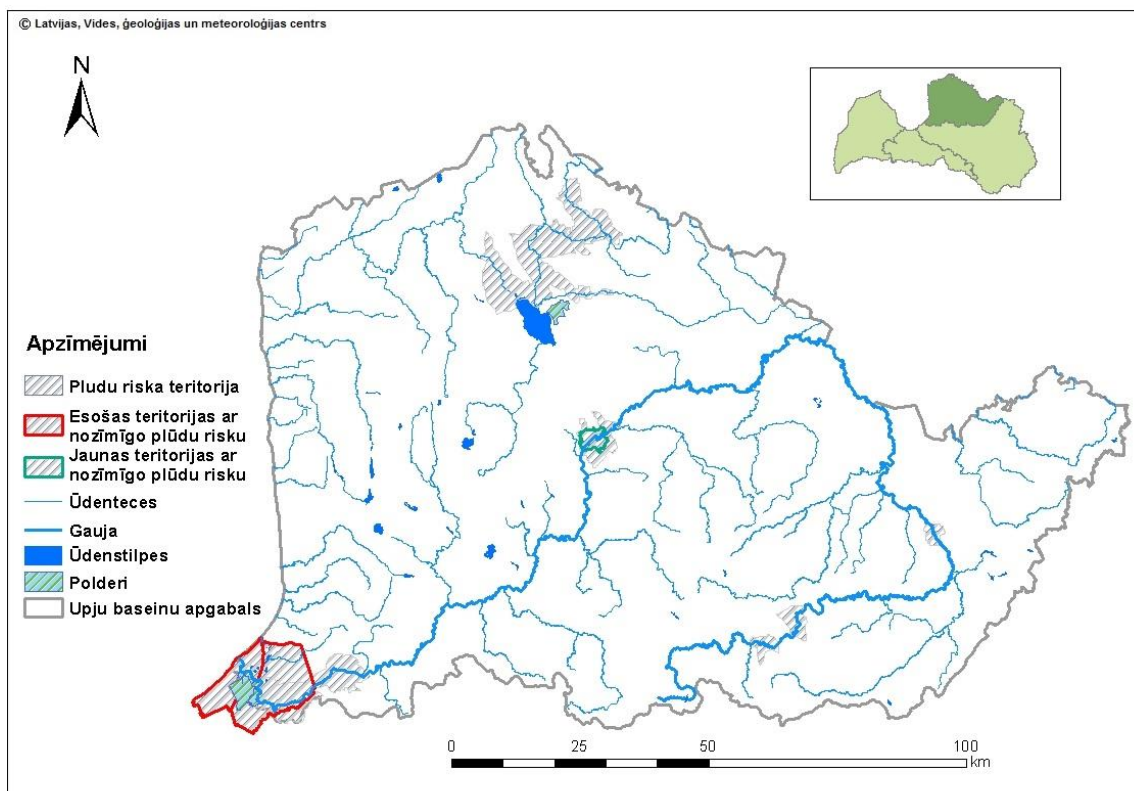 © Latvijas, Vides, ģeoloģijas un meteoroloģijas centrs
N
Apzīmējumi
Pludu riska teritorija
Esošas teritorijas ar
nozīmīgo plūdu risku
Jaunas teritorijas ar
nozīmīgo plūdu risku
Ūdenteces
Gauja
Ūdenstilpes
Polderi
Upju baseinu apgabals
0 25 50 100
km